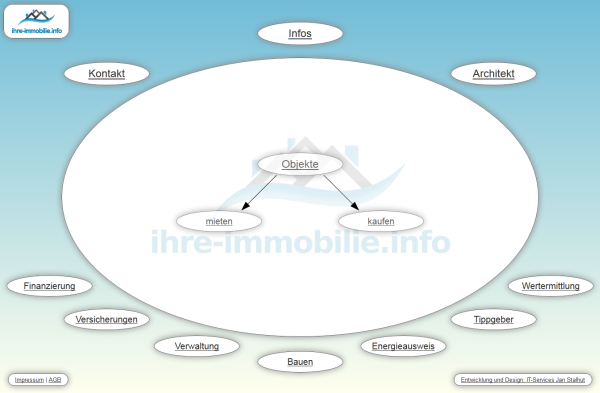 ihre-immobilie.info
Infos
Kontakt
Architekt
Objekte
mieten
kaufen
ihre-immobilie.info
Finanzierung
Wertermittlung
Versicherungen
Tippgeber
Verwaltung
Energieausweis
Bauen
Impressum | AGB
Entwicklung und Design: IT-Services Jan Stalhut